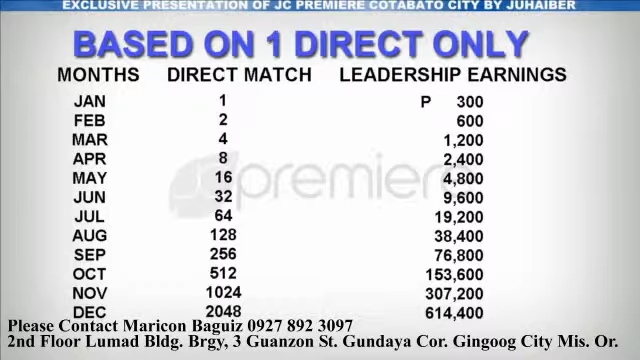 EXCLUSIVE PRESENTATION OF JC PREMIERE COTABATO CITY BY JUHAIBER
BASED ON 1 DIRECT ONLY
MONTHS DIRECT MATCH LEADERSHIP EARNINGS
JAN 1 P 300
FEB 2 600
MAR 4 1,200
APR 8 2,400
MAY 16 4,800
premiere
JUN 32 9,600
JUL 64 19,200
AUG 128 38,400
SEP 256 76,800
OCT 512 153,600
NOV 1024 307,200
DEC 2048 614,400
Please Contact Maricon Baguiz 0927 892 3097
2nd Floor Lumad Bldg. Brgy, 3 Guanzon St. Gundaya Cor. Gingoog City Mis. Or.